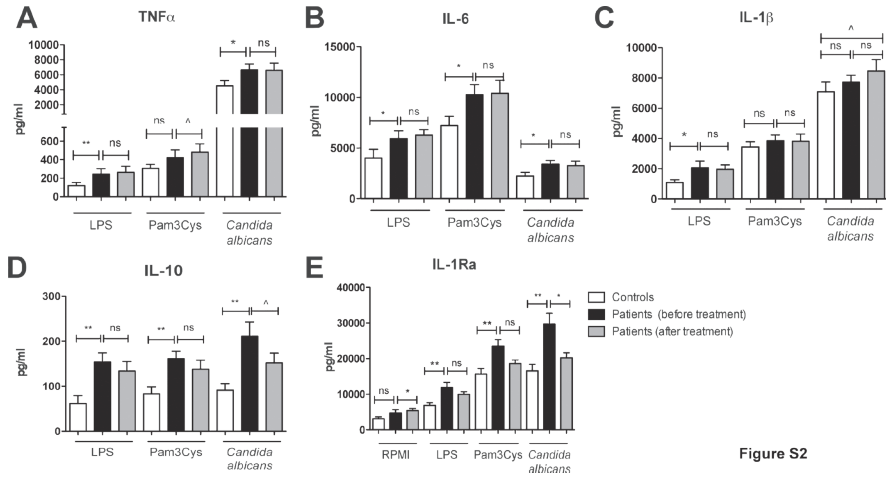 A
TNFα
pg/ml
10000
8000
6000
4000
600
400
200
0
** ns
ns ^
* ns
LPS
Pam3Cys
Candida
albicans
B
IL-6
pg/ml
15000
10000
5000
0
* ns
* ns
* ns
LPS
Pam3Cys
Candida
albicans
C
IL-1β
pg/ml
10000
8000
6000
4000
2000
0
* ns
ns ns
^
ns ns
LPS
Pam3Cys
Candida
albicans
D
IL-10
pg/ml
300
200
100
0
** ns
** ns
** ^
LPS
Pam3Cys
Candida
albicans
E
IL-1Ra
pg/ml
40000
30000
20000
10000
0
ns *
** ns
** ns
** *
RPMI
LPS
Pam3Cys
Candida
albicans
Controls
Patients (before treatment)
Patients (after treatment)
Figure S2